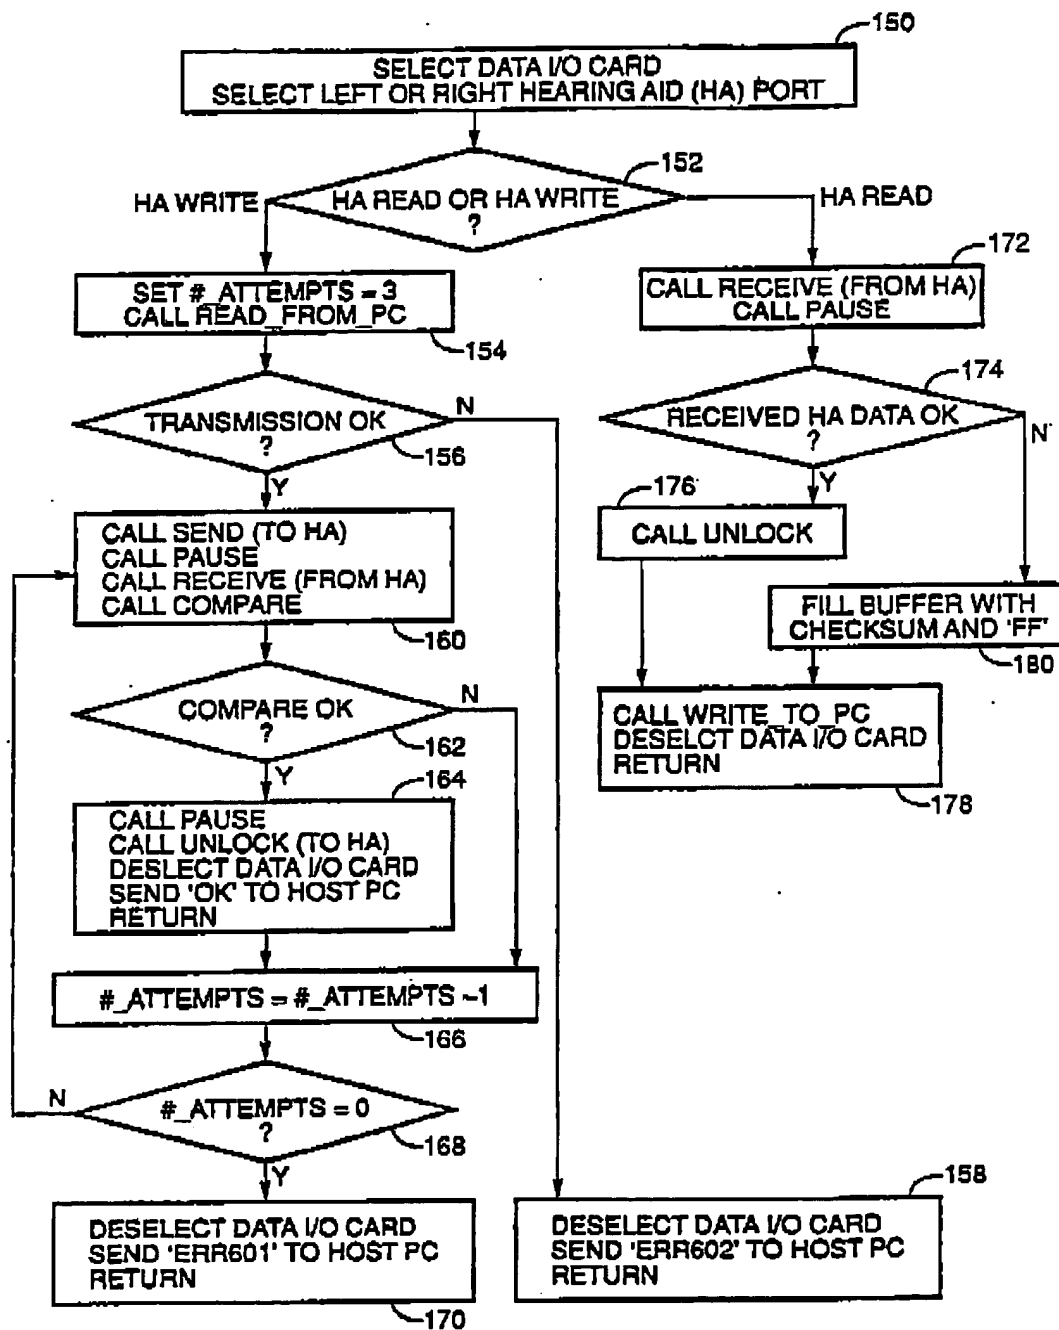 150
SELECT DATA I/O CARD
SELECT LEFT OR RIGHT HEARING AID (HA) PORT
152
HA WRITE
HA READ OR HA WRITE
?
HA READ
SET #_ATTEMPTS = 3
CALL READ_FROM_PC
154
172
CALL RECEIVE (FROM HA)
CALL PAUSE
TRANSMISSION OK
?
N
156
Y
174
RECEIVED HA DATA OK
?
N
Y
176
CALL UNLOCK
CALL SEND (TO HA)
CALL PAUSE
CALL RECEIVE (FROM HA)
CALL COMPARE
160
FILL BUFFER WITH
CHECKSUM AND 'FF'
180
COMPARE OK
?
N
162
Y
CALL WRITE_TO_PC
DESELCT DATA I/O CARD
RETURN
178
164
CALL PAUSE
CALL UNLOCK (TO HA)
DESLECT DATA I/O CARD
SEND 'OK' TO HOST PC
RETURN
#_ATTEMPTS = #_ATTEMPTS -1
166
N
#_ATTEMPTS = 0
?
168
Y
DESELECT DATA I/O CARD
SEND 'ERR601' TO HOST PC
RETURN
170
158
DESELECT DATA I/O CARD
SEND 'ERR602' TO HOST PC
RETURN